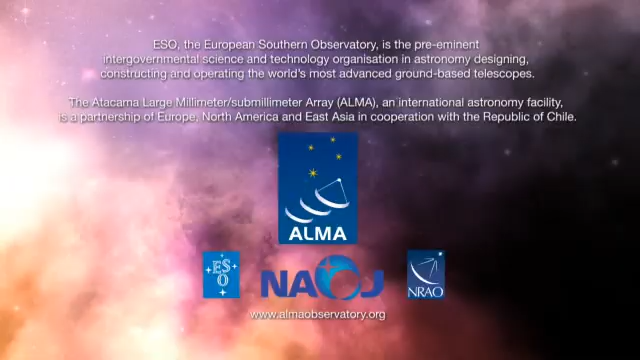 ESO, the European Southern Observatory, is the pre-eminent
intergovernmental science and technology organisation in astronomy designing,
constructing and operating the world's most advanced ground-based telescopes.
The Atacama Large Millimeter/submillimeter Array (ALMA), an international astronomy facility,
is a partnership of Europe, North America and East Asia in cooperation with the Republic of Chile.
ALMA
ESO
NAOJ
NRAO
www.almaobservatory.org